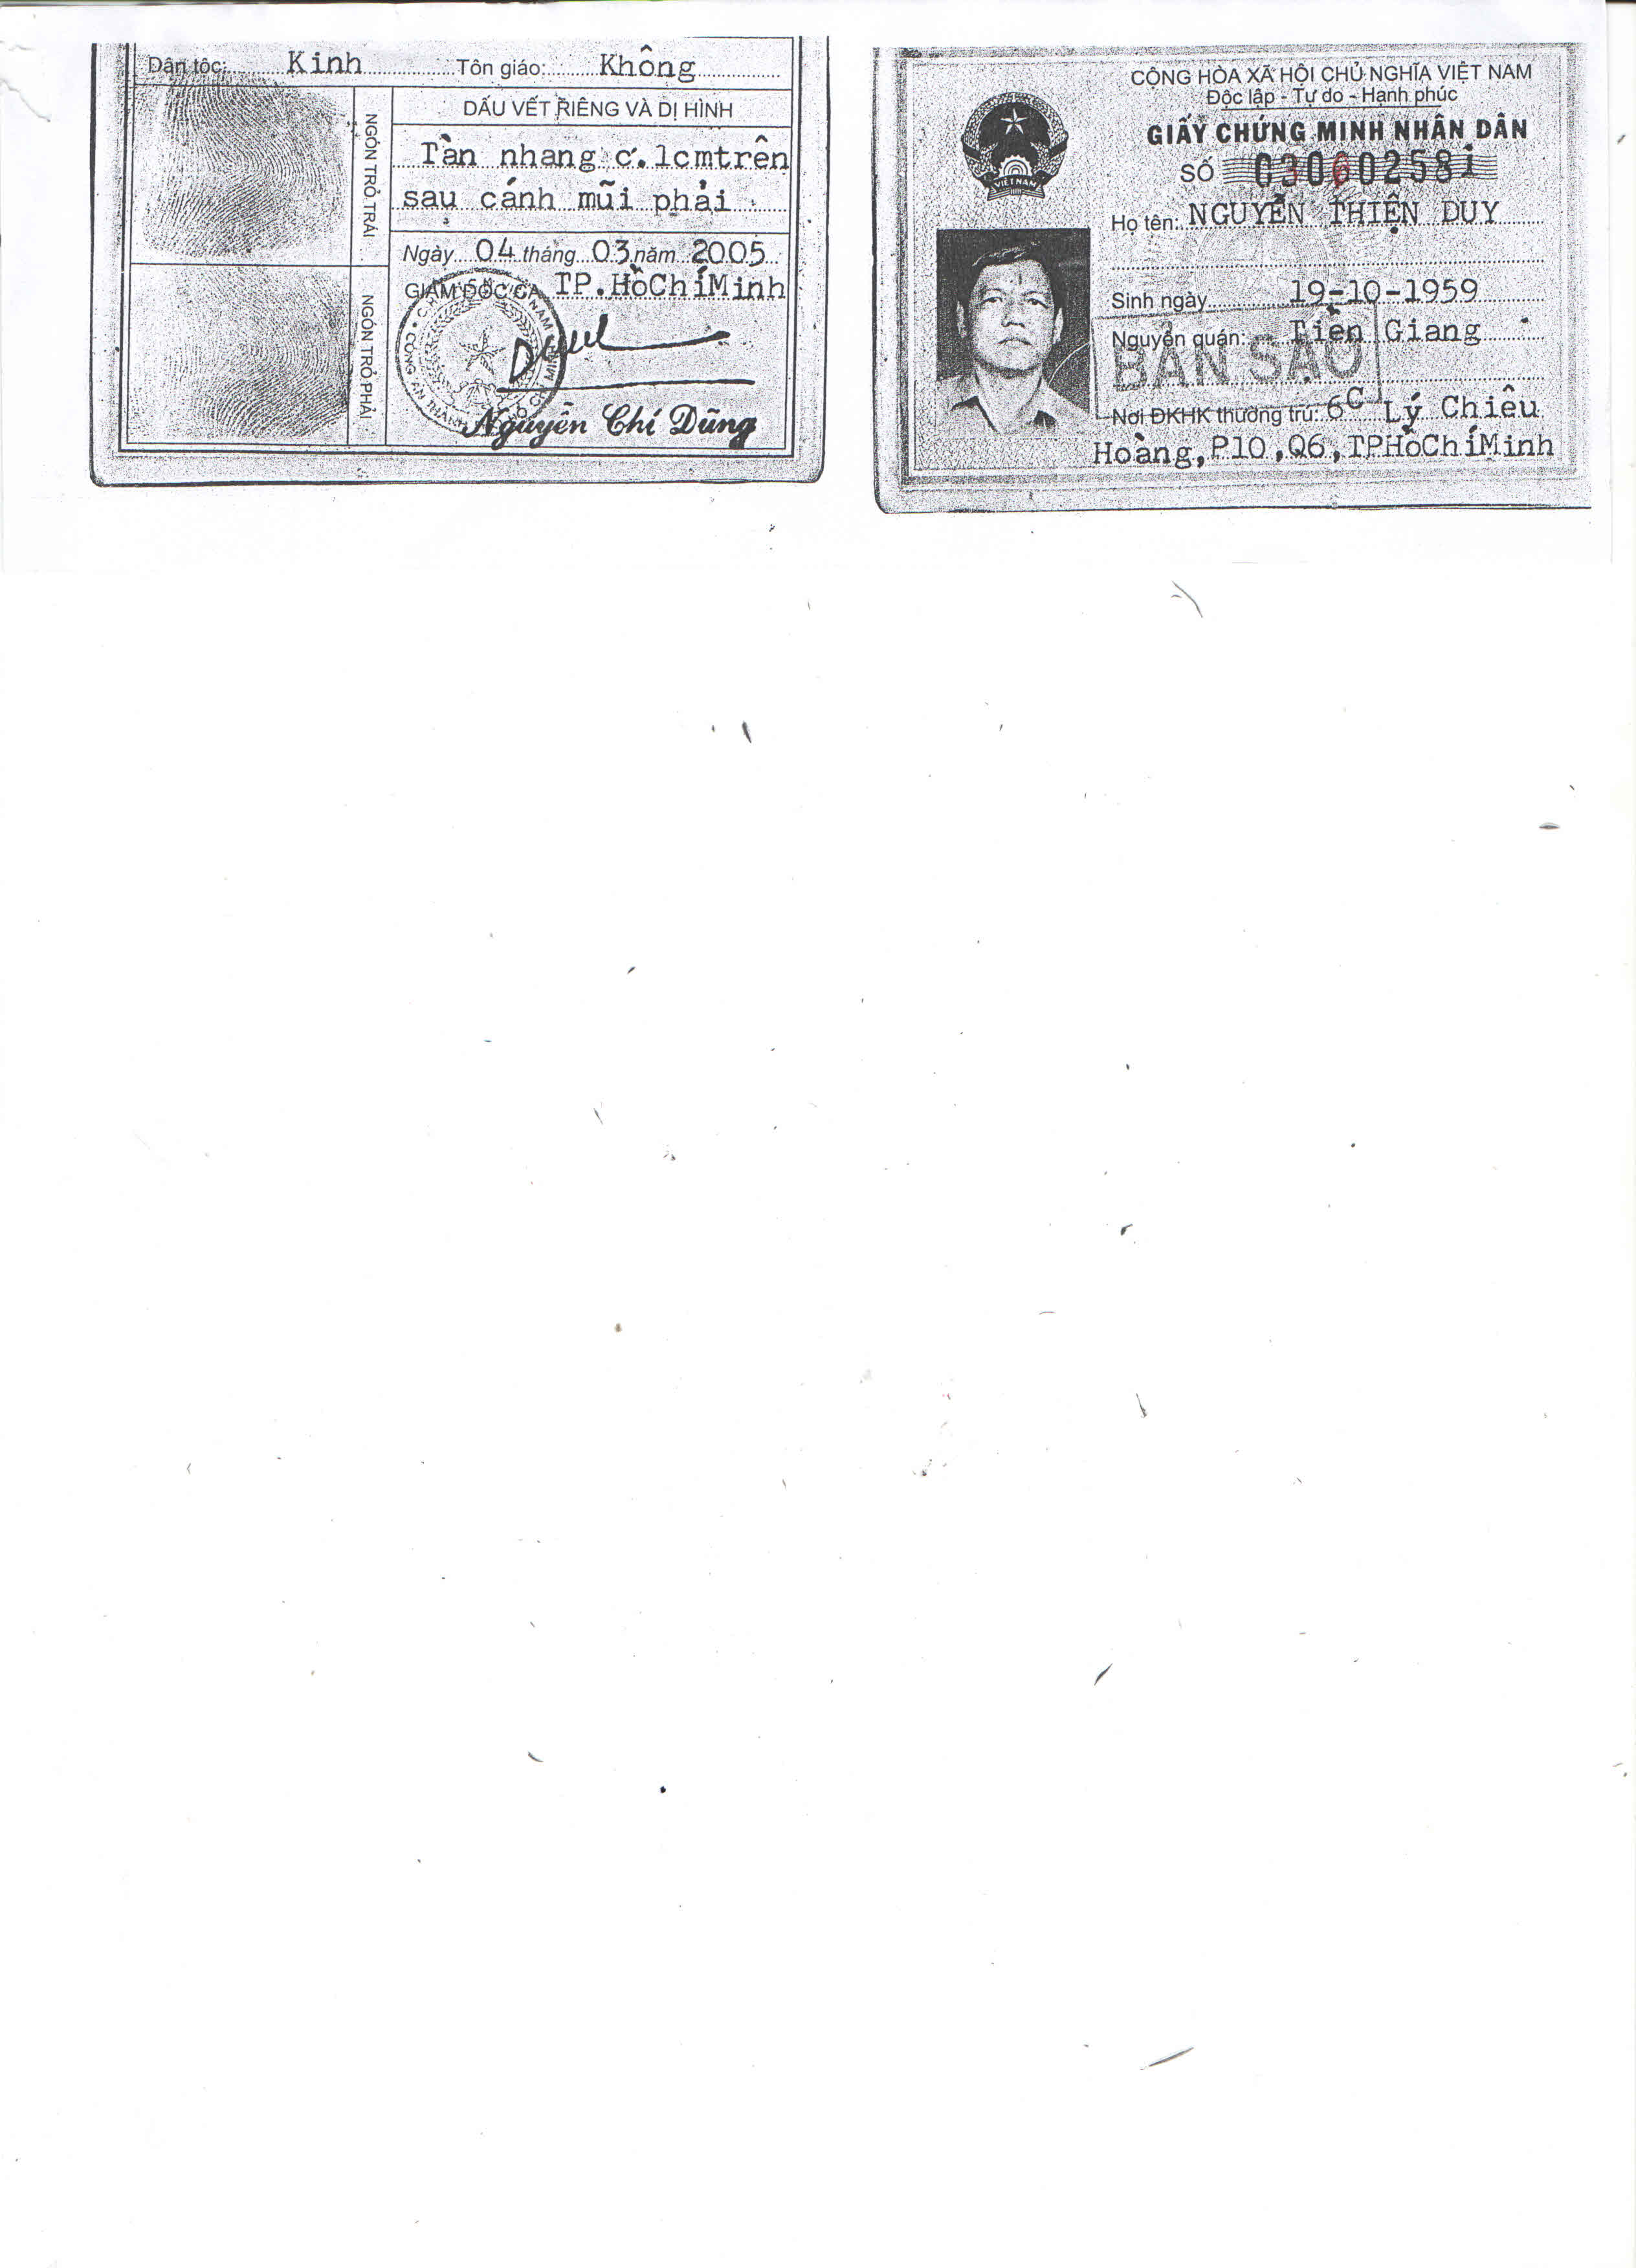 Dân tộc: Kinh Tôn giáo: Không
NGÓN TRỎ TRÁI
NGÓN TRỎ PHẢI
DẤU VẾT RIÊNG VÀ DỊ HÌNH
Tàn nhang c. 1cmtrên
sau cánh mũi phải
Ngày 04 tháng 03 năm 2005
GIÁM ĐỐC CA TP.HồChíMinh
Nguyễn Chí Dũng
CỘNG HÒA XÃ HỘI CHỦ NGHĨA VIỆT NAM
Độc lập - Tự do - Hạnh phúc
GIẤY CHỨNG MINH NHÂN DÂN
SỐ 030602581
VIỆT NAM
Họ tên: NGUYỄN THIỆN DUY
Sinh ngày 19-10-1959
Nguyên quán: Tiền Giang
BẢN SAO
Nơi ĐKHK thường trú: 6C Lý Chiêu
Hoàng, P10, Q6, TPHồChíMinh